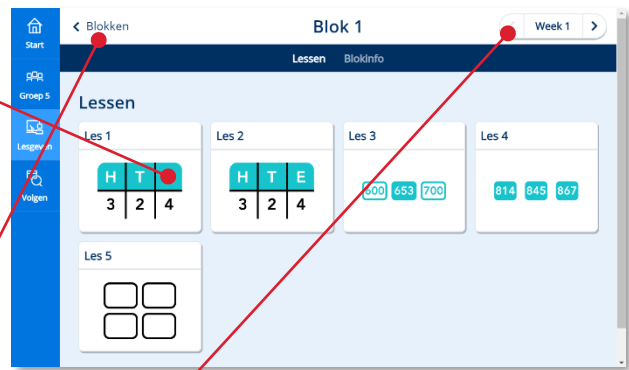 Start
Groep 5
Lesgeven
Volgen
Blokken
Blok 1
Week 1
Lessen
Blokinfo
Lessen
Les 1
H T
3 2 4
Les 2
H T E
3 2 4
Les 3
600 653 700
Les 4
814 845 867
Les 5